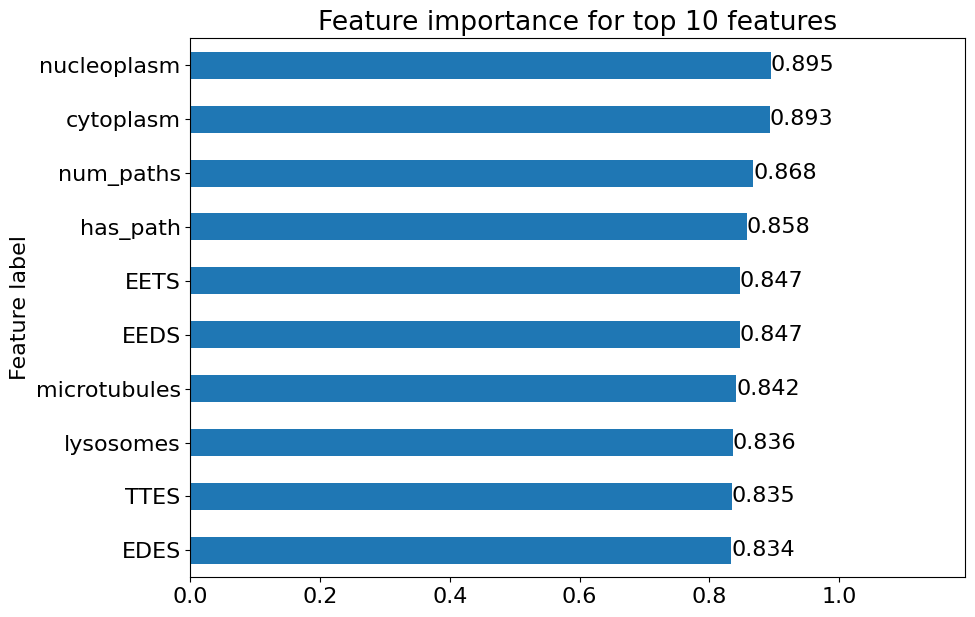 Feature importance for top 10 features
Feature label
nucleoplasm 0.895
cytoplasm 0.893
num_paths 0.868
has_path 0.858
EETS 0.847
EEDS 0.847
microtubules 0.842
lysosomes 0.836
TTES 0.835
EDES 0.834
0.0 0.2 0.4 0.6 0.8 1.0